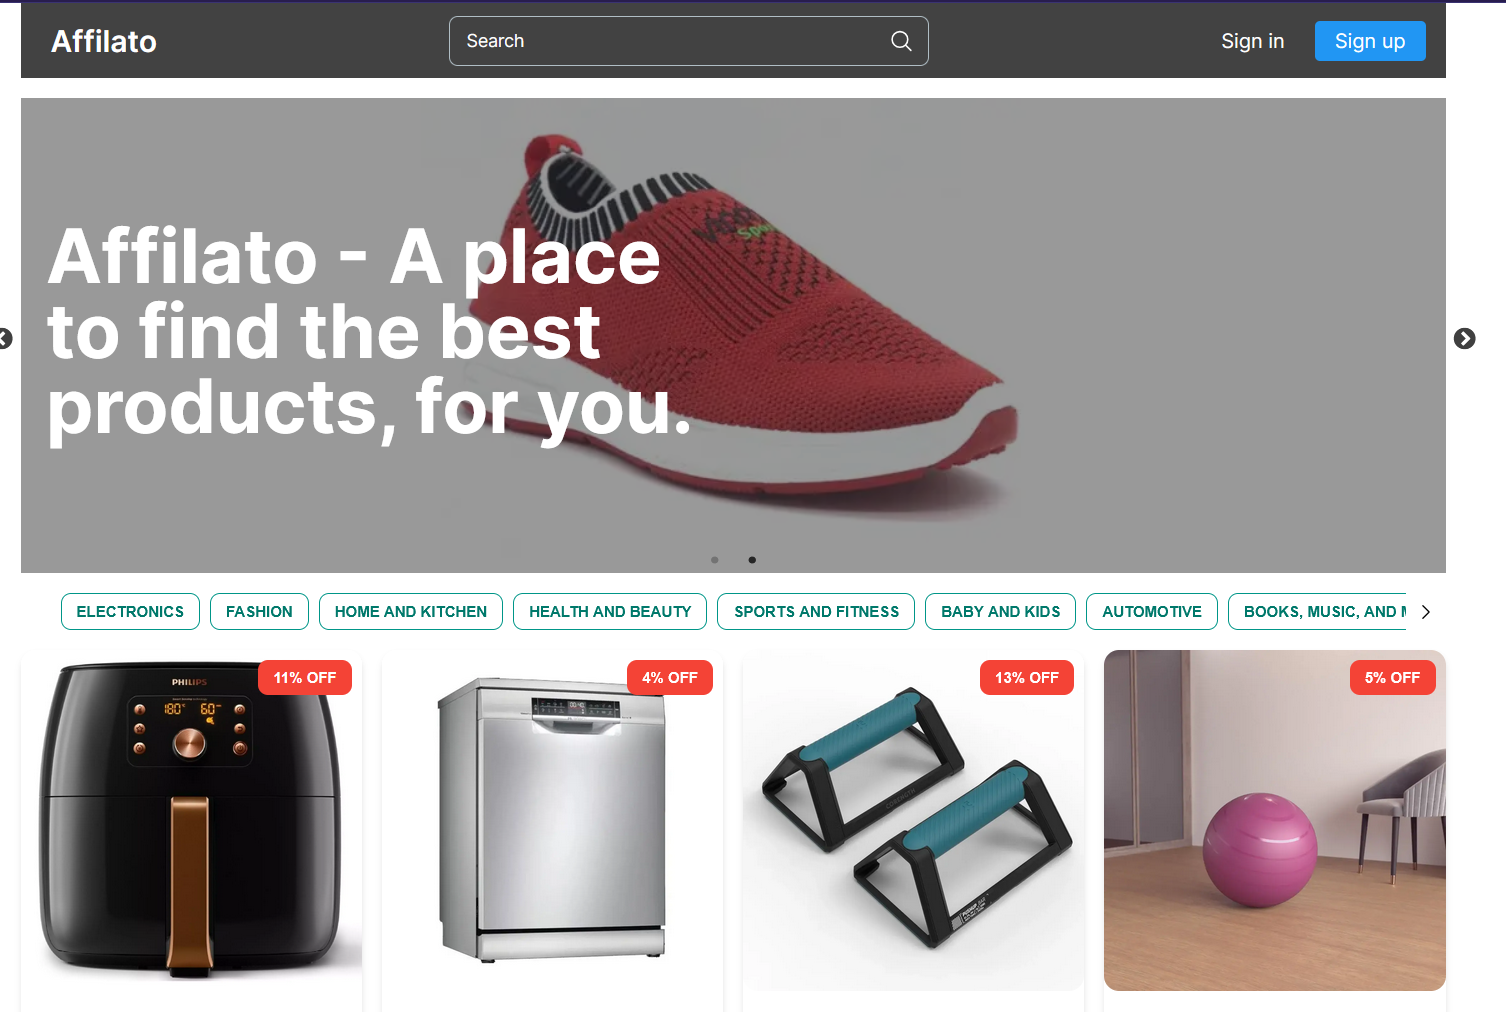 Affilato
Search
Sign in
Sign up
Affilato - A place
to find the best
products, for you.
ELECTRONICS
FASHION
HOME AND KITCHEN
HEALTH AND BEAUTY
SPORTS AND FITNESS
BABY AND KIDS
AUTOMOTIVE
BOOKS, MUSIC, AND
11% OFF
4% OFF
13% OFF
5% OFF
PHILIPS
180°C
60